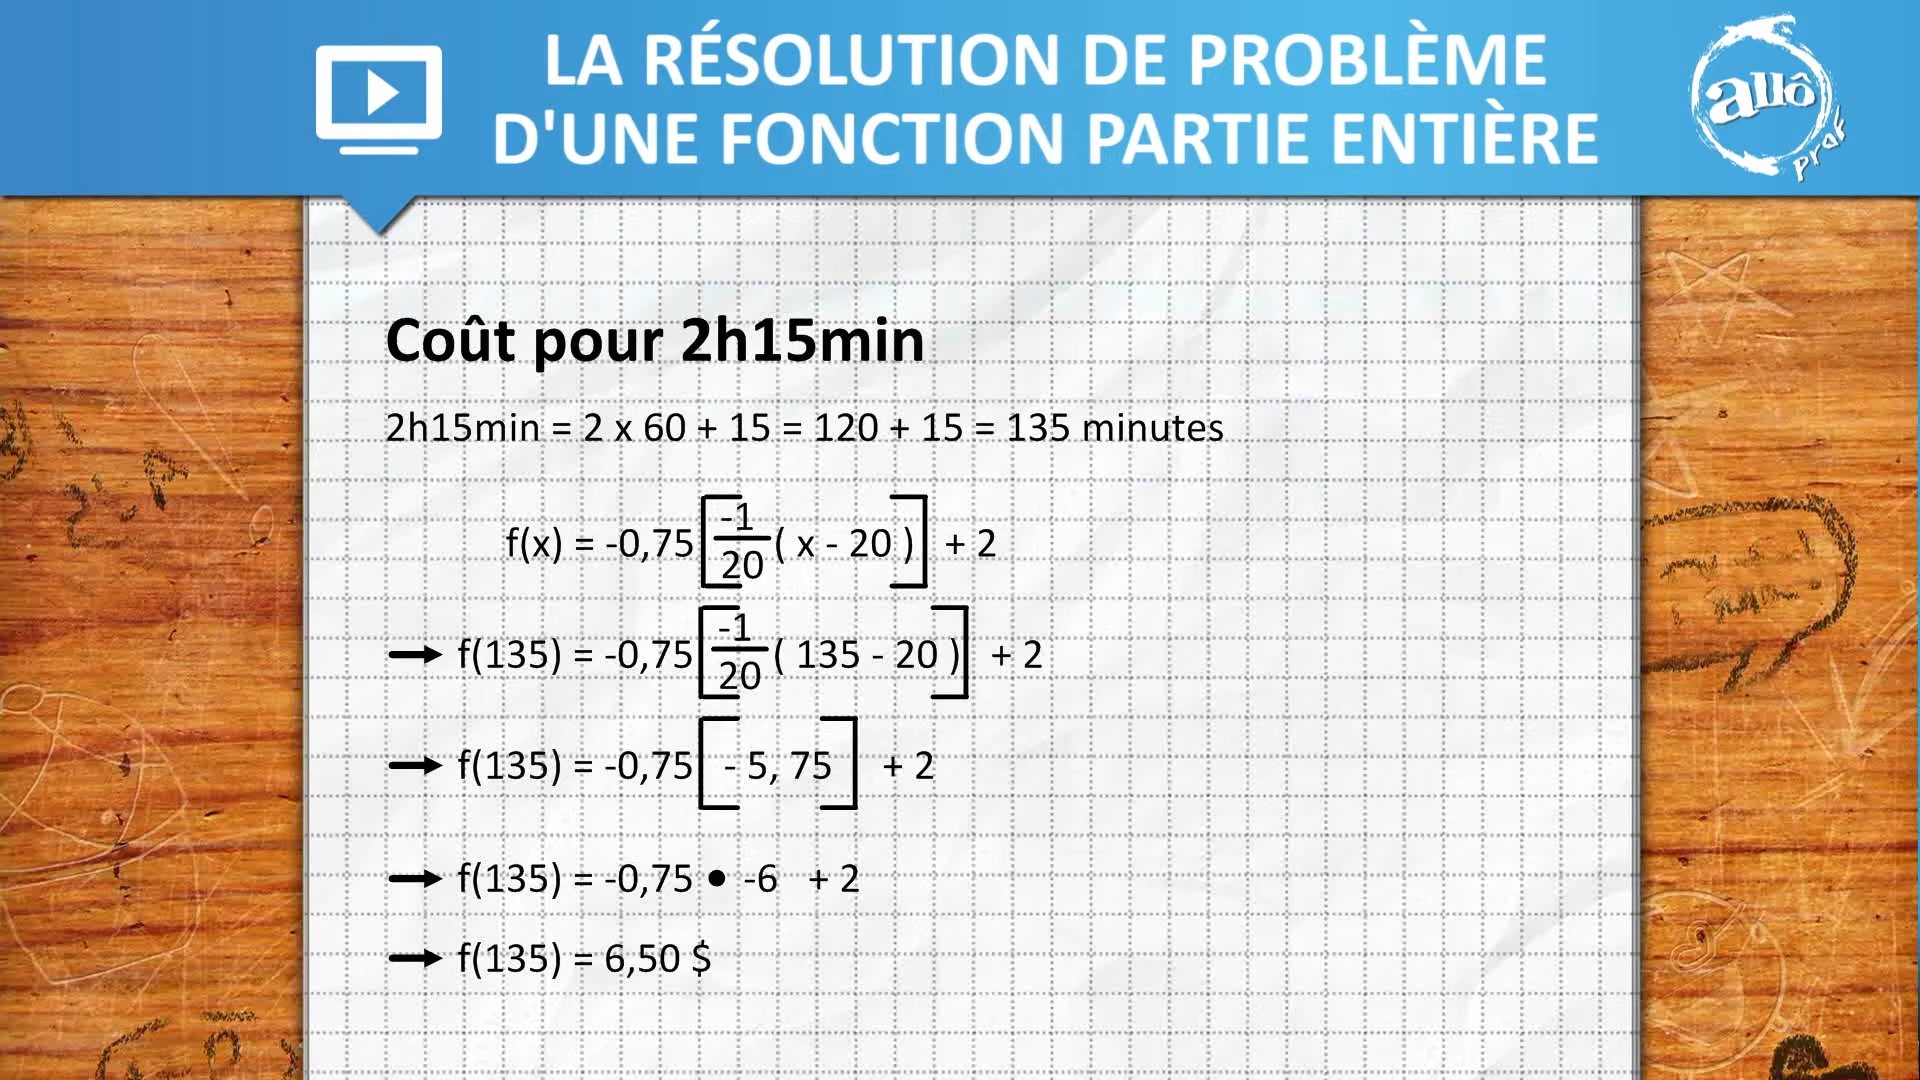 LA RÉSOLUTION DE PROBLÈME
D'UNE FONCTION PARTIE ENTIÈRE
allô
prof
Coût pour 2h15min
2h15min = 2 x 60 + 15 = 120 + 15 = 135 minutes
f(x) = -0,75[-1/20 ( x - 20 )] + 2
→ f(135) = -0,75[-1/20 ( 135 - 20 )] + 2
→ f(135) = -0,75[ - 5, 75 ] + 2
→ f(135) = -0,75 • -6 + 2
→ f(135) = 6,50 $